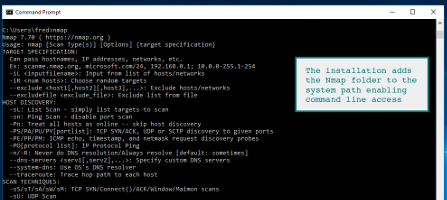 Command Prompt
C:\Users\fred>nmap
Nmap 7.70 ( https://nmap.org )
Usage: nmap [Scan Type(s)] [Options] {target specification}
TARGET SPECIFICATION:
Can pass hostnames, IP addresses, networks, etc.
Ex: scanme.nmap.org, microsoft.com/24, 192.168.0.1; 10.0.0-255.1-254
-iL <inputfilename>: Input from list of hosts/networks
-iR <num hosts>: Choose random targets
--exclude <host1[,host2][,host3],...>: Exclude hosts/networks
--excludefile <exclude_file>: Exclude list from file
HOST DISCOVERY:
-sL: List Scan - simply list targets to scan
-sn: Ping Scan - disable port scan
-Pn: Treat all hosts as online -- skip host discovery
-PS/PA/PU/PY[portlist]: TCP SYN/ACK, UDP or SCTP discovery to given ports
-PE/PP/PM: ICMP echo, timestamp, and netmask request discovery probes
-PO[protocol list]: IP Protocol Ping
-n/-R: Never do DNS resolution/Always resolve [default: sometimes]
--dns-servers <serv1[,serv2],...>: Specify custom DNS servers
--system-dns: Use OS's DNS resolver
--traceroute: Trace hop path to each host
SCAN TECHNIQUES:
-sS/sT/sA/sW/sM: TCP SYN/Connect()/ACK/Window/Maimon scans
-sU: UDP Scan
The installation adds
the Nmap folder to the
system path enabling
command line access